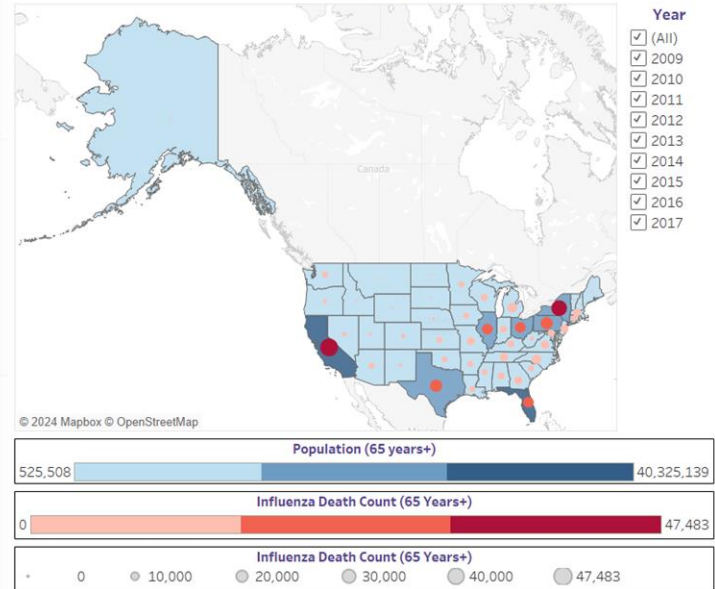 Year
(All)
2009
2010
2011
2012
2013
2014
2015
2016
2017
Canada
© 2024 Mapbox © OpenStreetMap
Population (65 years+)
525,508 40,325,139
Influenza Death Count (65 Years+)
0 47,483
Influenza Death Count (65 Years+)
0 10,000 20,000 30,000 40,000 47,483